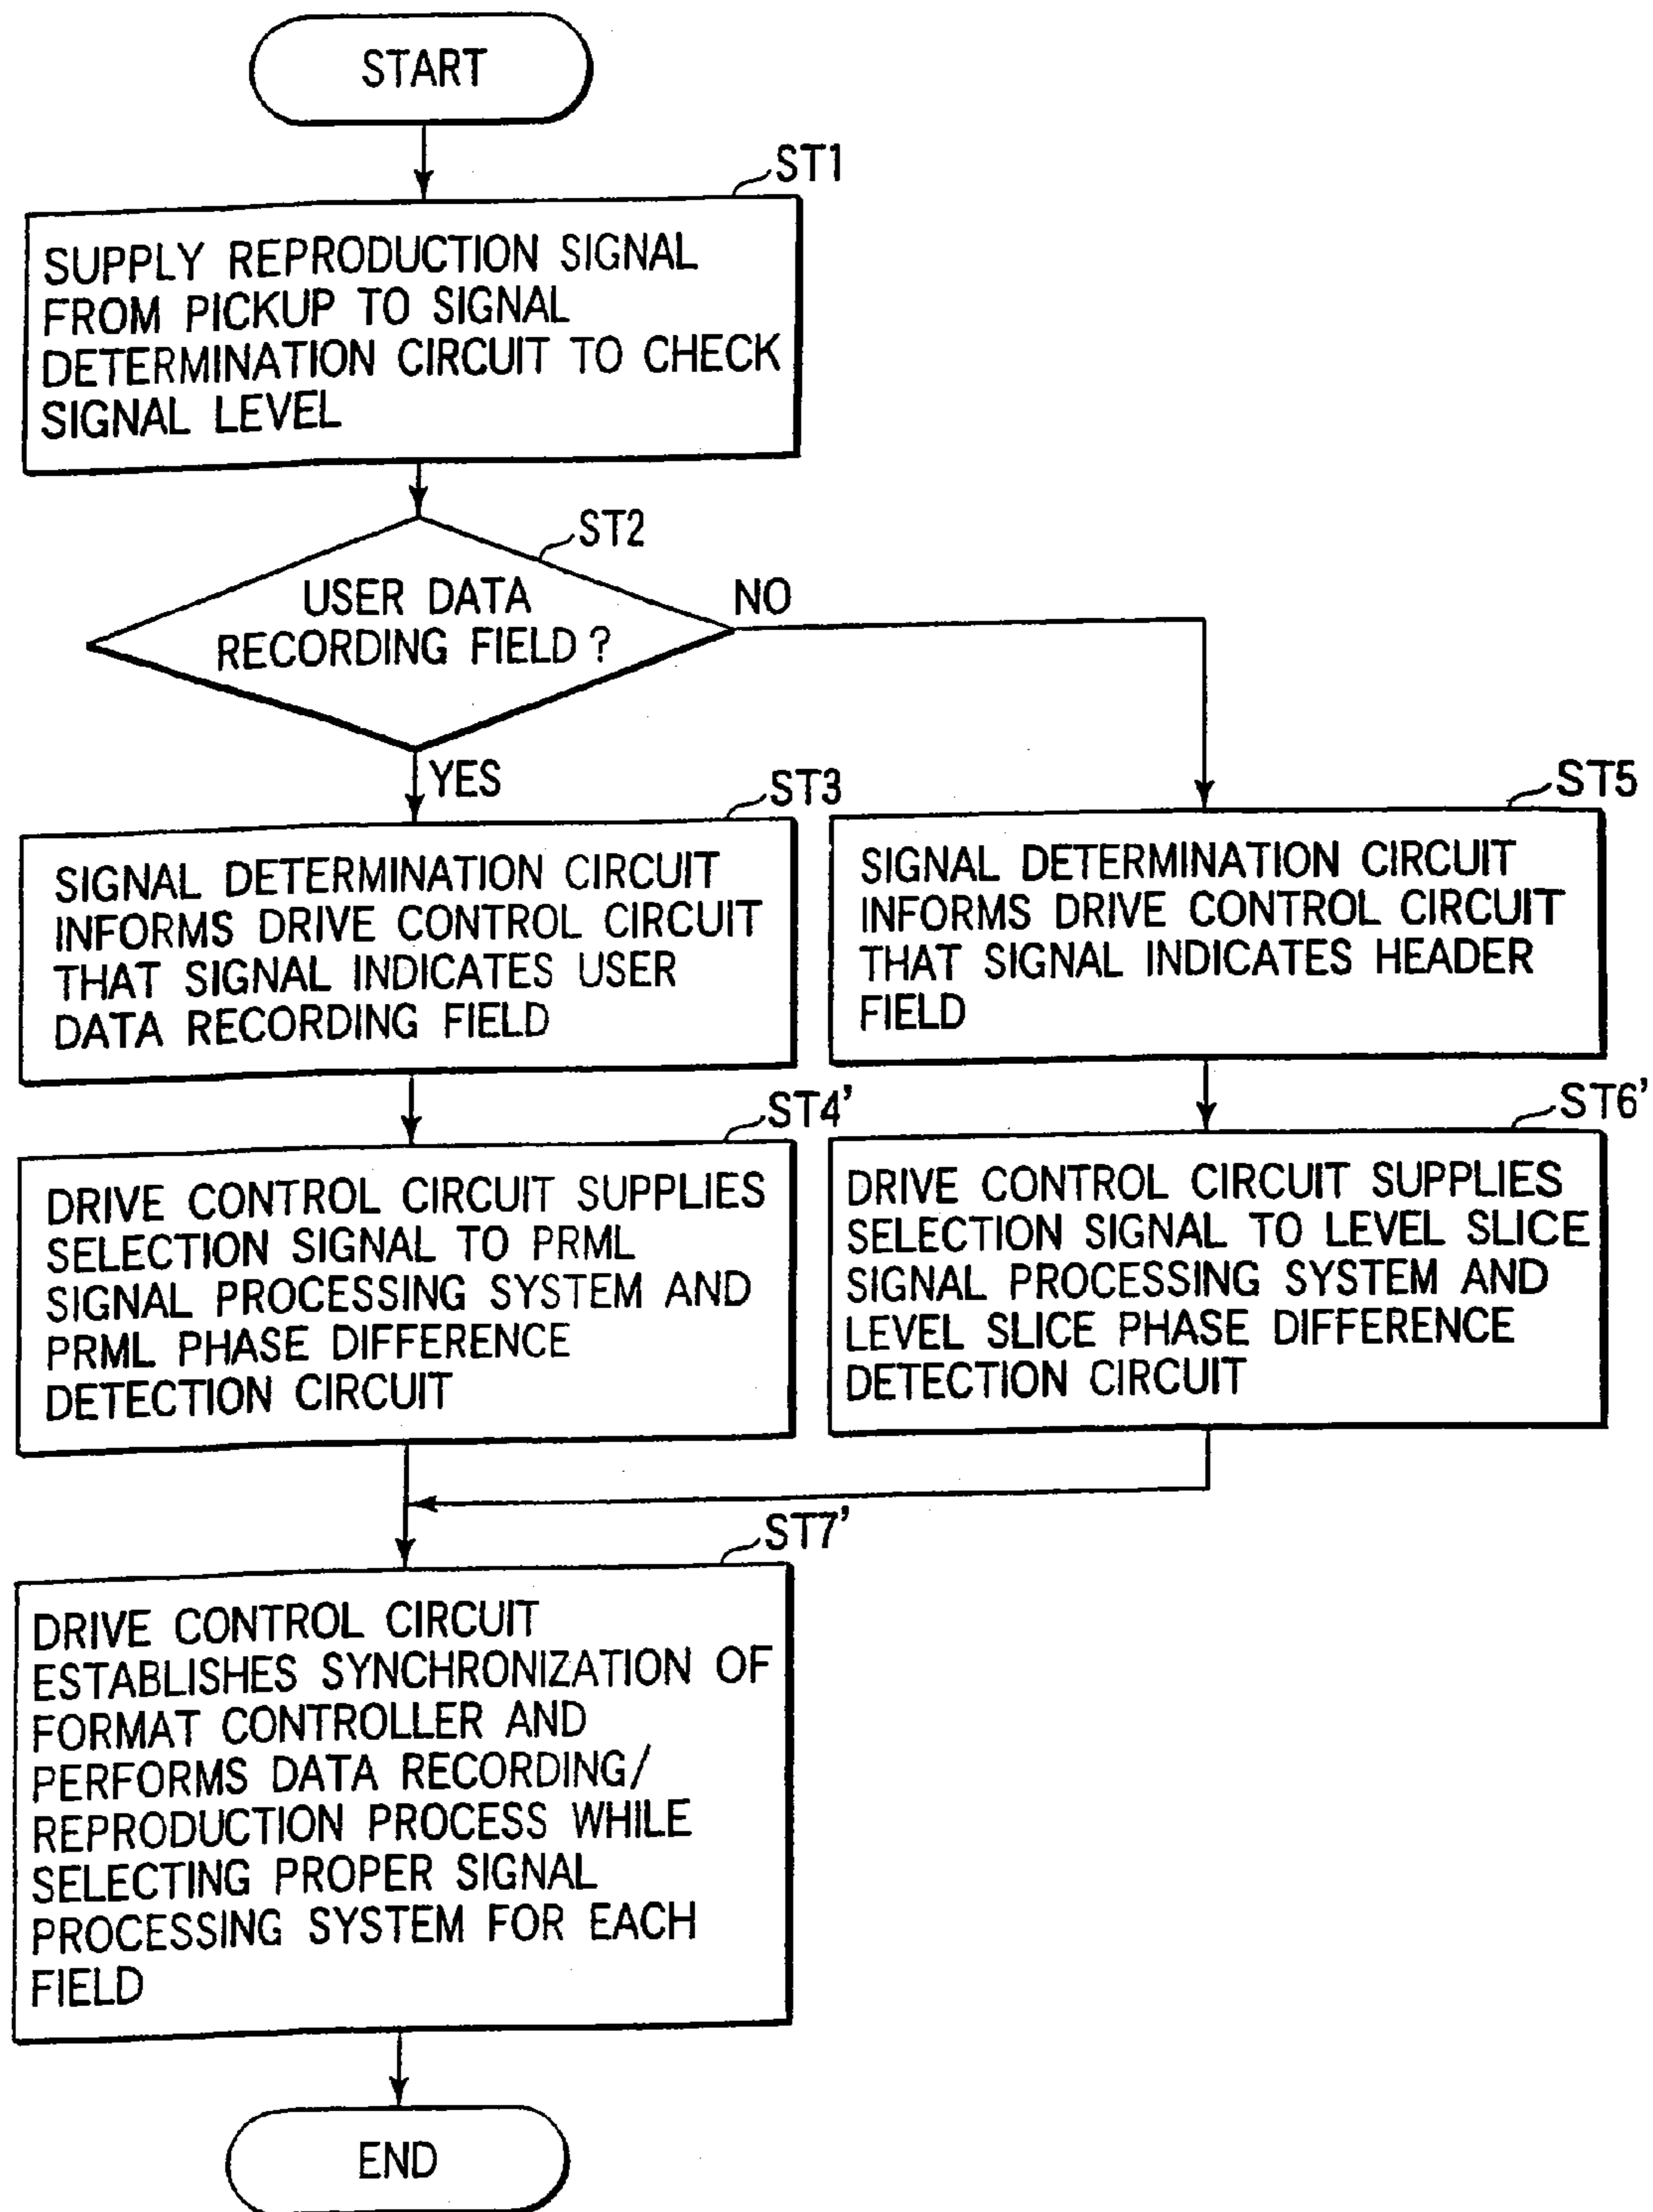 START
ST1
SUPPLY REPRODUCTION SIGNAL
FROM PICKUP TO SIGNAL
DETERMINATION CIRCUIT TO CHECK
SIGNAL LEVEL
ST2
USER DATA
RECORDING FIELD ?
NO
YES
ST3
SIGNAL DETERMINATION CIRCUIT
INFORMS DRIVE CONTROL CIRCUIT
THAT SIGNAL INDICATES USER
DATA RECORDING FIELD
ST5
SIGNAL DETERMINATION CIRCUIT
INFORMS DRIVE CONTROL CIRCUIT
THAT SIGNAL INDICATES HEADER
FIELD
ST4'
DRIVE CONTROL CIRCUIT SUPPLIES
SELECTION SIGNAL TO PRML
SIGNAL PROCESSING SYSTEM AND
PRML PHASE DIFFERENCE
DETECTION CIRCUIT
ST6'
DRIVE CONTROL CIRCUIT SUPPLIES
SELECTION SIGNAL TO LEVEL SLICE
SIGNAL PROCESSING SYSTEM AND
LEVEL SLICE PHASE DIFFERENCE
DETECTION CIRCUIT
ST7'
DRIVE CONTROL CIRCUIT
ESTABLISHES SYNCHRONIZATION OF
FORMAT CONTROLLER AND
PERFORMS DATA RECORDING/
REPRODUCTION PROCESS WHILE
SELECTING PROPER SIGNAL
PROCESSING SYSTEM FOR EACH
FIELD
END